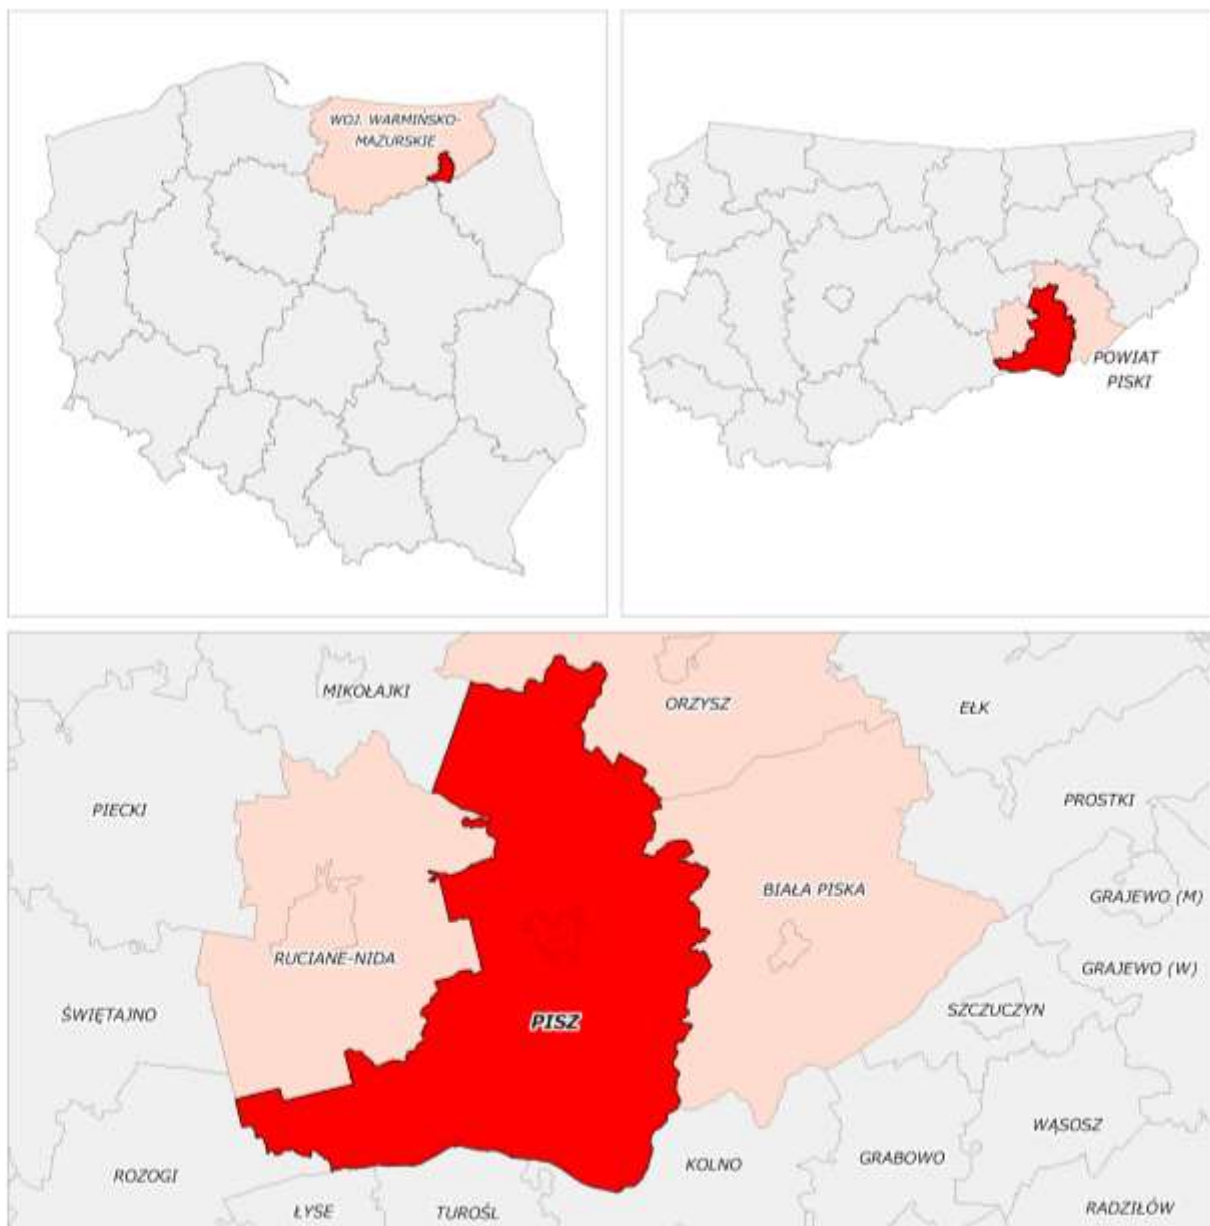 WOJ. WARMIŃSKO-
MAZURSKIE
POWIAT
PISKI
MIKOŁAJKI
ORZYSZ
EŁK
PIECKI
PROSTKI
BIAŁA PISKA
GRAJEWO (M)
RUCIANE-NIDA
GRAJEWO (W)
ŚWIĘTAJNO
SZCZUCZYN
PISZ
WĄSOSZ
ROZOGI
KOLNO
GRABOWO
ŁYSE
TUROŚL
RADZIŁÓW